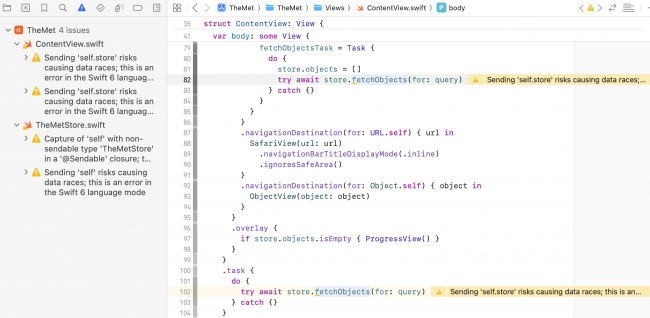 TheMet 4 issues
ContentView.swift
Sending 'self.store' risks
causing data races; this is an
error in the Swift 6 languag...
Sending 'self.store' risks
causing data races; this is an
error in the Swift 6 languag...
TheMetStore.swift
Capture of 'self' with non-
sendable type 'TheMetStore'
in a '@Sendable' closure; t...
Sending 'self' risks causing
data races; this is an error in
the Swift 6 language mode
TheMet > TheMet > Views > ContentView.swift > P body
35 struct ContentView: View {
41 var body: some View {
79 fetchObjectsTask = Task {
80 do {
81 store.objects = []
82 try await store.fetchObjects(for: query) Sending 'self.store' risks causing data races;...
83 } catch {}
84 }
85 }
86 }
87 .navigationDestination(for: URL.self) { url in
88 SafariView(url: url)
89 .navigationBarTitleDisplayMode(.inline)
90 .ignoresSafeArea()
91 }
92 .navigationDestination(for: Object.self) { object in
93 ObjectView(object: object)
94 }
95 }
96 .overlay {
97 if store.objects.isEmpty { ProgressView() }
98 }
99 }
100 .task {
101 do {
102 try await store.fetchObjects(for: query) Sending 'self.store' risks causing data races; this is an...
103 } catch {}
104 }